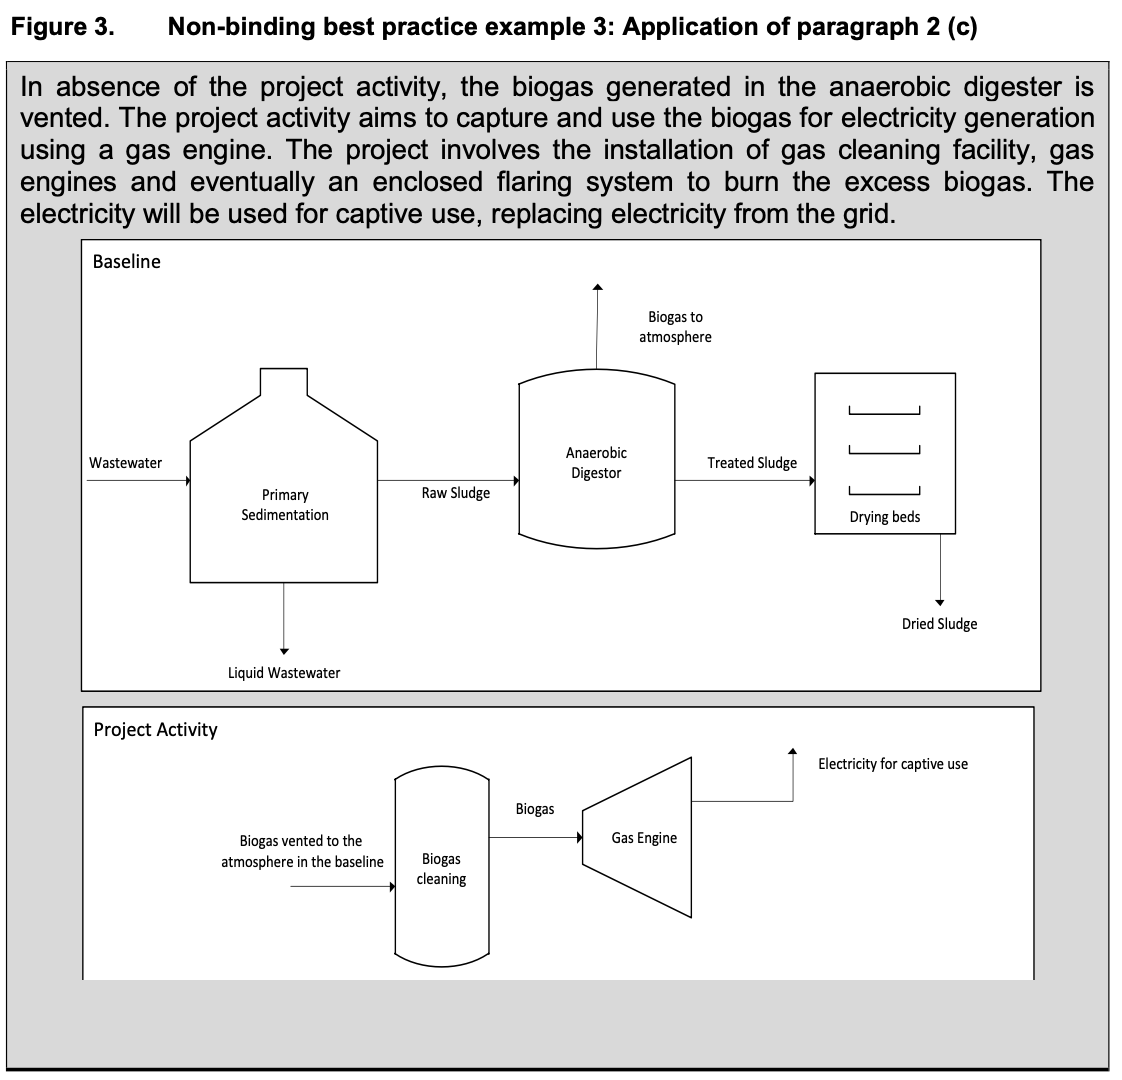 Figure 3. Non-binding best practice example 3: Application of paragraph 2 (c)
In absence of the project activity, the biogas generated in the anaerobic digester is
vented. The project activity aims to capture and use the biogas for electricity generation
using a gas engine. The project involves the installation of gas cleaning facility, gas
engines and eventually an enclosed flaring system to burn the excess biogas. The
electricity will be used for captive use, replacing electricity from the grid.
Baseline
Biogas to
atmosphere
Wastewater
Primary
Sedimentation
Raw Sludge
Anaerobic
Digestor
Treated Sludge
Drying beds
Dried Sludge
Liquid Wastewater
Project Activity
Electricity for captive use
Biogas vented to the
atmosphere in the baseline
Biogas
cleaning
Biogas
Gas Engine